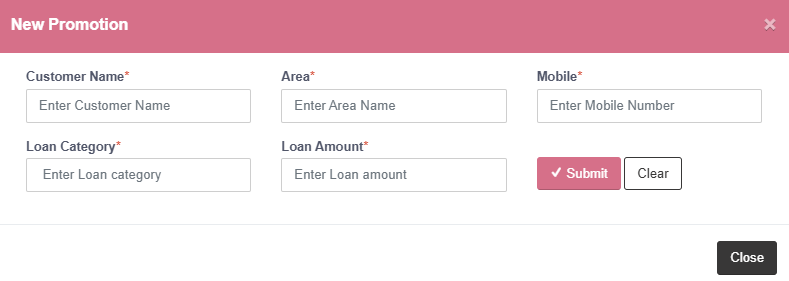 New Promotion ×
Customer Name* Area* Mobile*
Enter Customer Name Enter Area Name Enter Mobile Number
Loan Category* Loan Amount*
Enter Loan category Enter Loan amount ✔ Submit Clear
Close